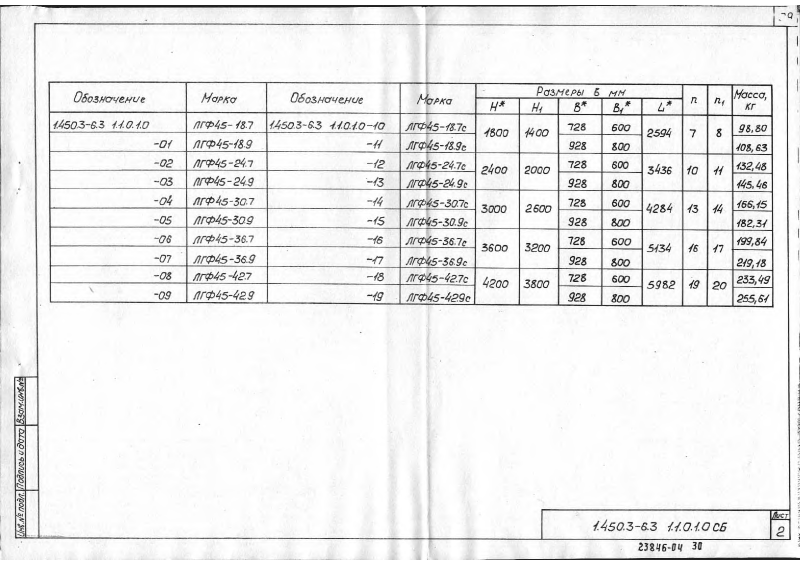 Обозначение Марка Обозначение Марка Размеры в мм n n₁ Масса, кг
H* H₁ B* B₁* L*
1.450.3-6.3 1.1.0.1.0 ЛГФ45-18.7 1.450.3-6.3 1.1.0.1.0-10 ЛГФ45-18.7с 1800 1400 728 600 2594 7 8 98,80
-01 ЛГФ45-18.9 -11 ЛГФ45-18.9с 928 800 108,63
-02 ЛГФ45-24.7 -12 ЛГФ45-24.7с 2400 2000 728 600 3436 10 11 132,48
-03 ЛГФ45-24.9 -13 ЛГФ45-24.9с 928 800 145,46
-04 ЛГФ45-30.7 -14 ЛГФ45-30.7с 3000 2600 728 600 4284 13 14 166,15
-05 ЛГФ45-30.9 -15 ЛГФ45-30.9с 928 800 182,31
-06 ЛГФ45-36.7 -16 ЛГФ45-36.7с 3600 3200 728 600 5134 16 17 199,84
-07 ЛГФ45-36.9 -17 ЛГФ45-36.9с 928 800 219,18
-08 ЛГФ45-42.7 -18 ЛГФ45-42.7с 4200 3800 728 600 5982 19 20 233,49
-09 ЛГФ45-42.9 -19 ЛГФ45-42.9с 928 800 255,61
Инв.№ подл. Подпись и дата Взам.инв.№
1.450.3-6.3 1.1.0.1.0 СБ
Лист
2
23846-04 30